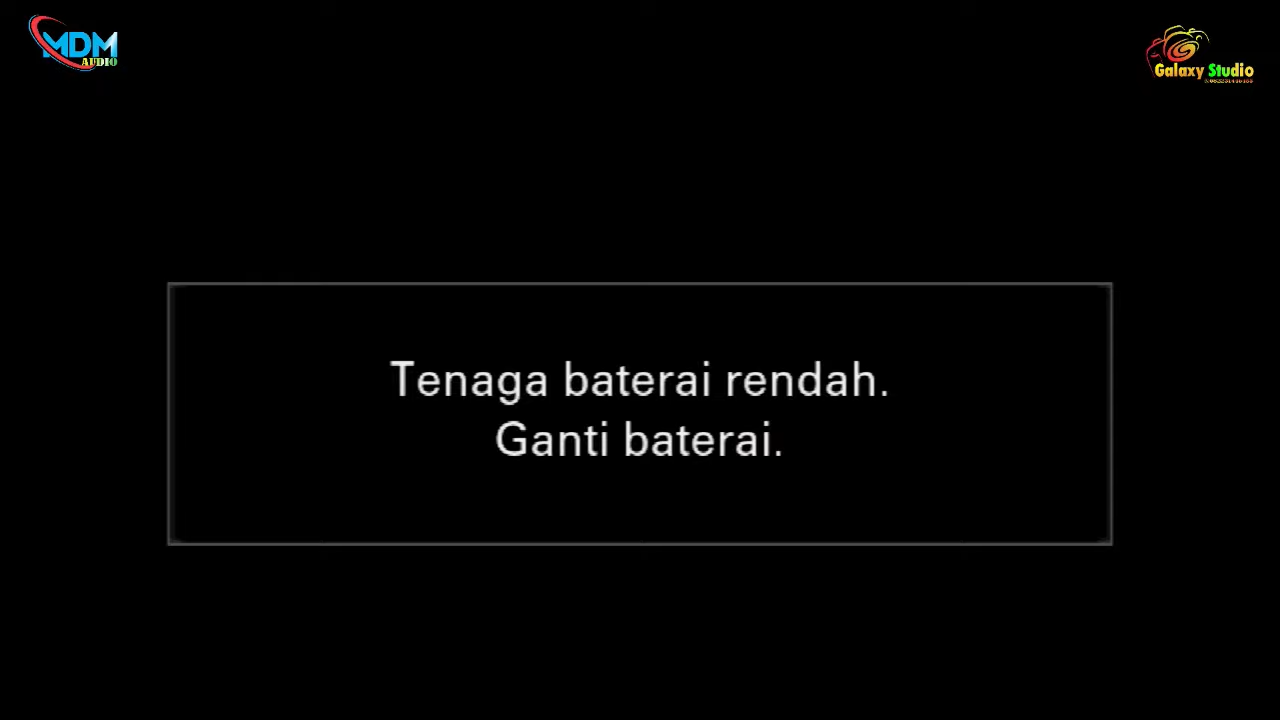 MDM
AUDIO
Galaxy Studio
Tenaga baterai rendah.
Ganti baterai.